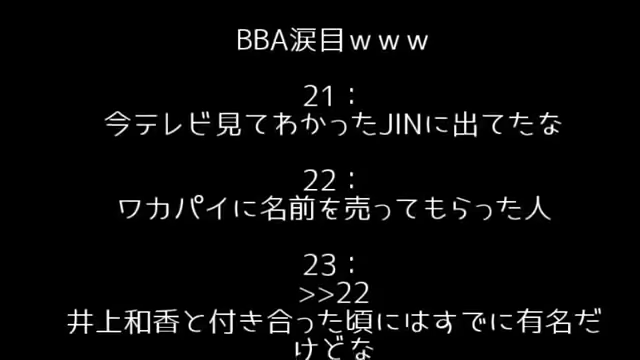 BBA涙目ｗｗｗ
21：
今テレビ見てわかったJINに出てたな
22：
ワカパイに名前を売ってもらった人
23：
>>22
井上和香と付き合った頃にはすでに有名だ
けどな